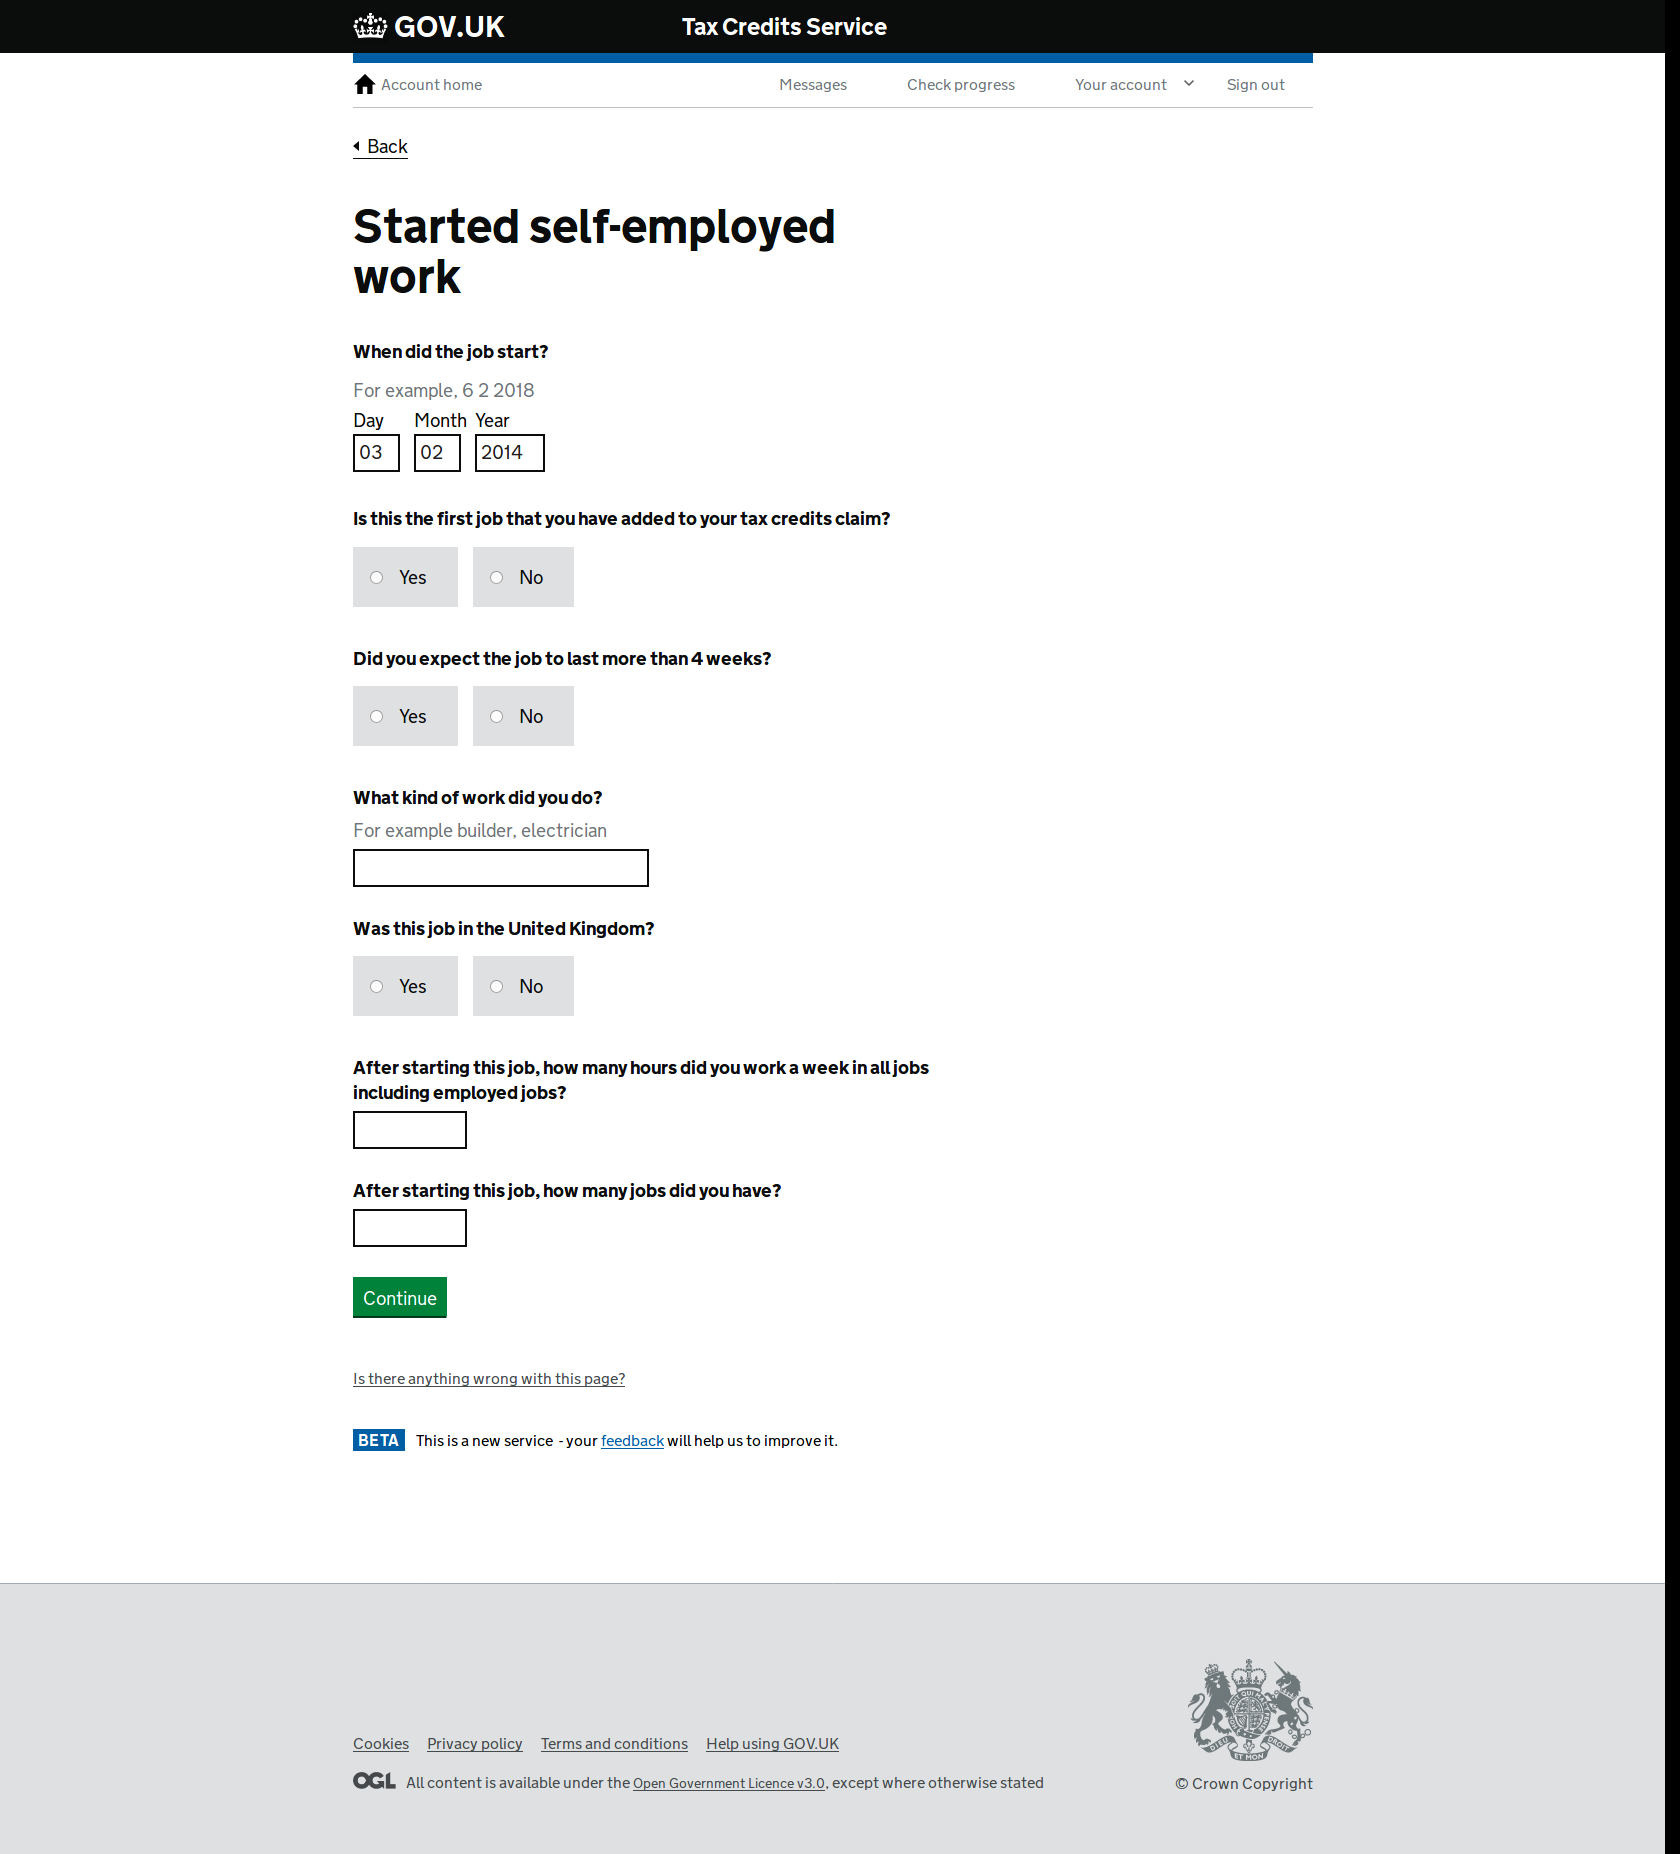 GOV.UK
Tax Credits Service
Account home
Messages
Check progress
Your account
Sign out
Back
Started self-employed
work
When did the job start?
For example, 6 2 2018
Day Month Year
03 02 2014
Is this the first job that you have added to your tax credits claim?
Yes No
Did you expect the job to last more than 4 weeks?
Yes No
What kind of work did you do?
For example builder, electrician
Was this job in the United Kingdom?
Yes No
After starting this job, how many hours did you work a week in all jobs
including employed jobs?
After starting this job, how many jobs did you have?
Continue
Is there anything wrong with this page?
BETA This is a new service - your feedback will help us to improve it.
Cookies Privacy policy Terms and conditions Help using GOV.UK
OGL All content is available under the Open Government Licence v3.0, except where otherwise stated
DIEU ET MON DROIT
© Crown Copyright